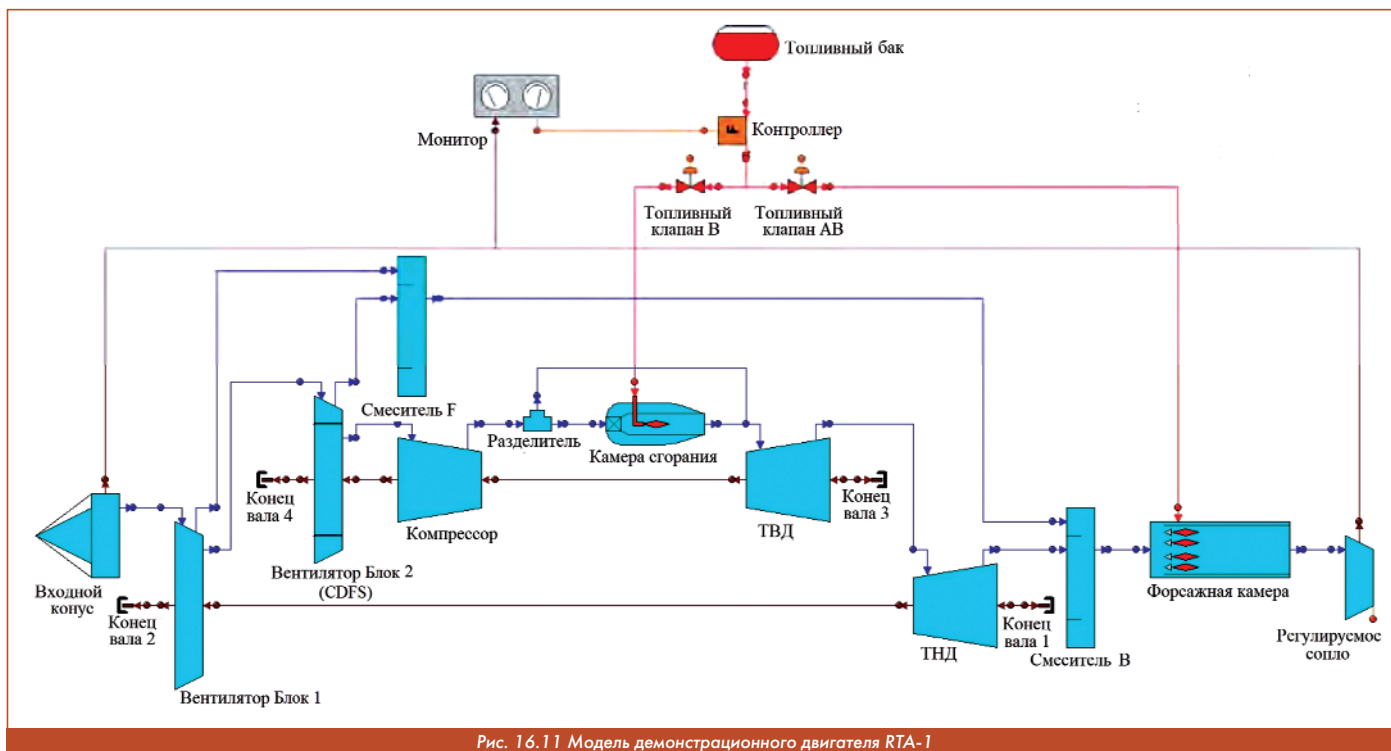 Топливный бак
Монитор
Контроллер
Топливный
клапан В
Топливный
клапан АВ
Смеситель F
Разделитель
Камера сгорания
Конец
вала 4
Компрессор
ТВД
Конец
вала 3
Входной
конус
Конец
вала 2
Вентилятор Блок 2
(CDFS)
Вентилятор Блок 1
ТНД
Конец
вала 1
Смеситель В
Форсажная камера
Регулируемое
сопло
Рис. 16.11 Модель демонстрационного двигателя RTA-1